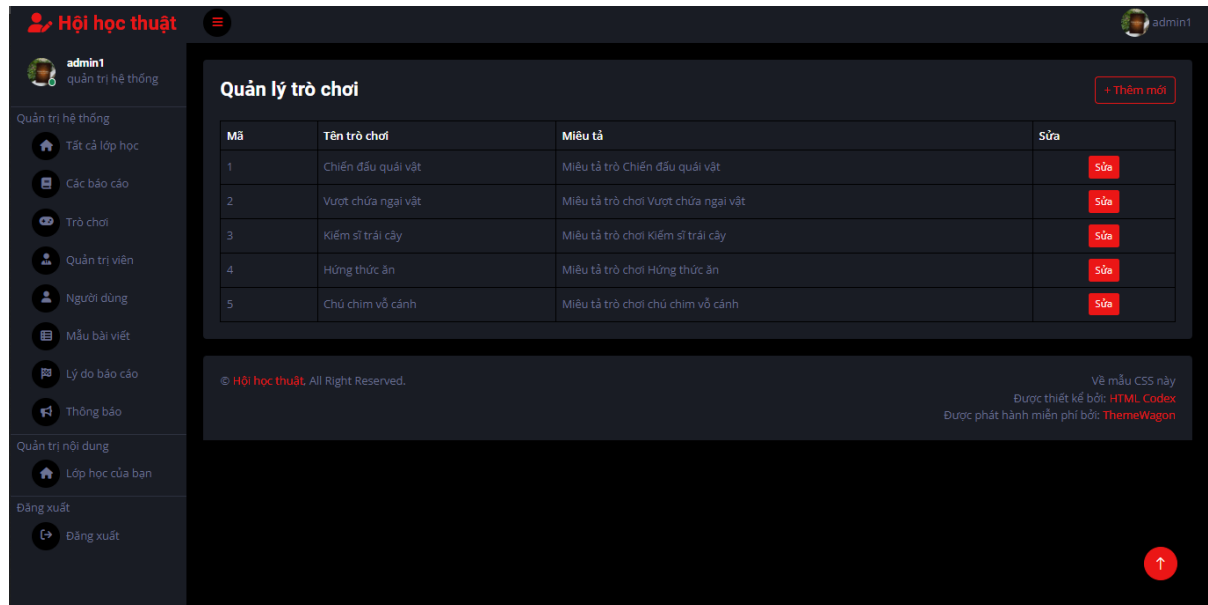 Hội học thuật
admin1
admin1
quản trị hệ thống
Quản trị hệ thống
Tất cả lớp học
Các báo cáo
Trò chơi
Quản trị viên
Người dùng
Mẫu bài viết
Lý do báo cáo
Thông báo
Quản trị nội dung
Lớp học của bạn
Đăng xuất
Đăng xuất
Quản lý trò chơi
+ Thêm mới
Mã Tên trò chơi Miêu tả Sửa
1 Chiến đấu quái vật Miêu tả trò Chiến đấu quái vật Sửa
2 Vượt chứa ngại vật Miêu tả trò chơi Vượt chứa ngại vật Sửa
3 Kiếm sĩ trái cây Miêu tả trò chơi Kiếm sĩ trái cây Sửa
4 Hứng thức ăn Miêu tả trò chơi Hứng thức ăn Sửa
5 Chú chim vỗ cánh Miêu tả trò chơi chú chim vỗ cánh Sửa
© Hội học thuật, All Right Reserved.
Về mẫu CSS này
Được thiết kế bởi: HTML Codex
Được phát hành miễn phí bởi: ThemeWagon